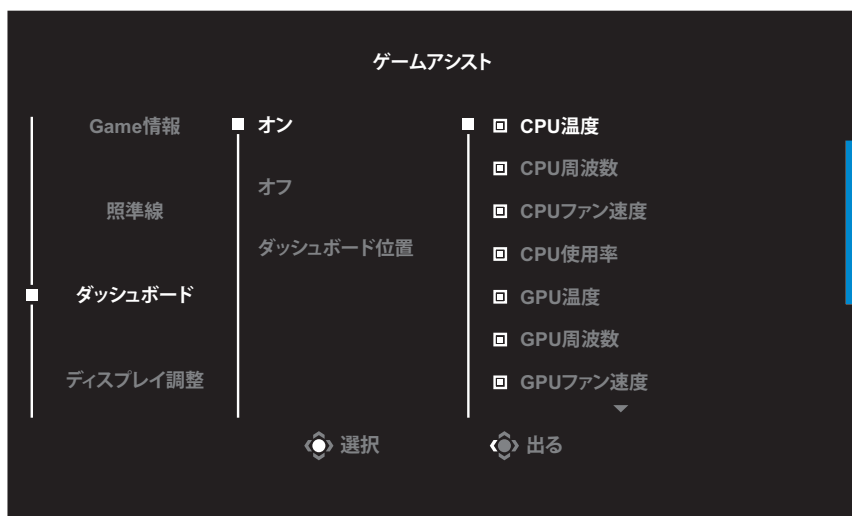 ゲームアシスト
Game情報
照準線
ダッシュボード
ディスプレイ調整
オン
オフ
ダッシュボード位置
CPU温度
CPU周波数
CPUファン速度
CPU使用率
GPU温度
GPU周波数
GPUファン速度
選択
出る